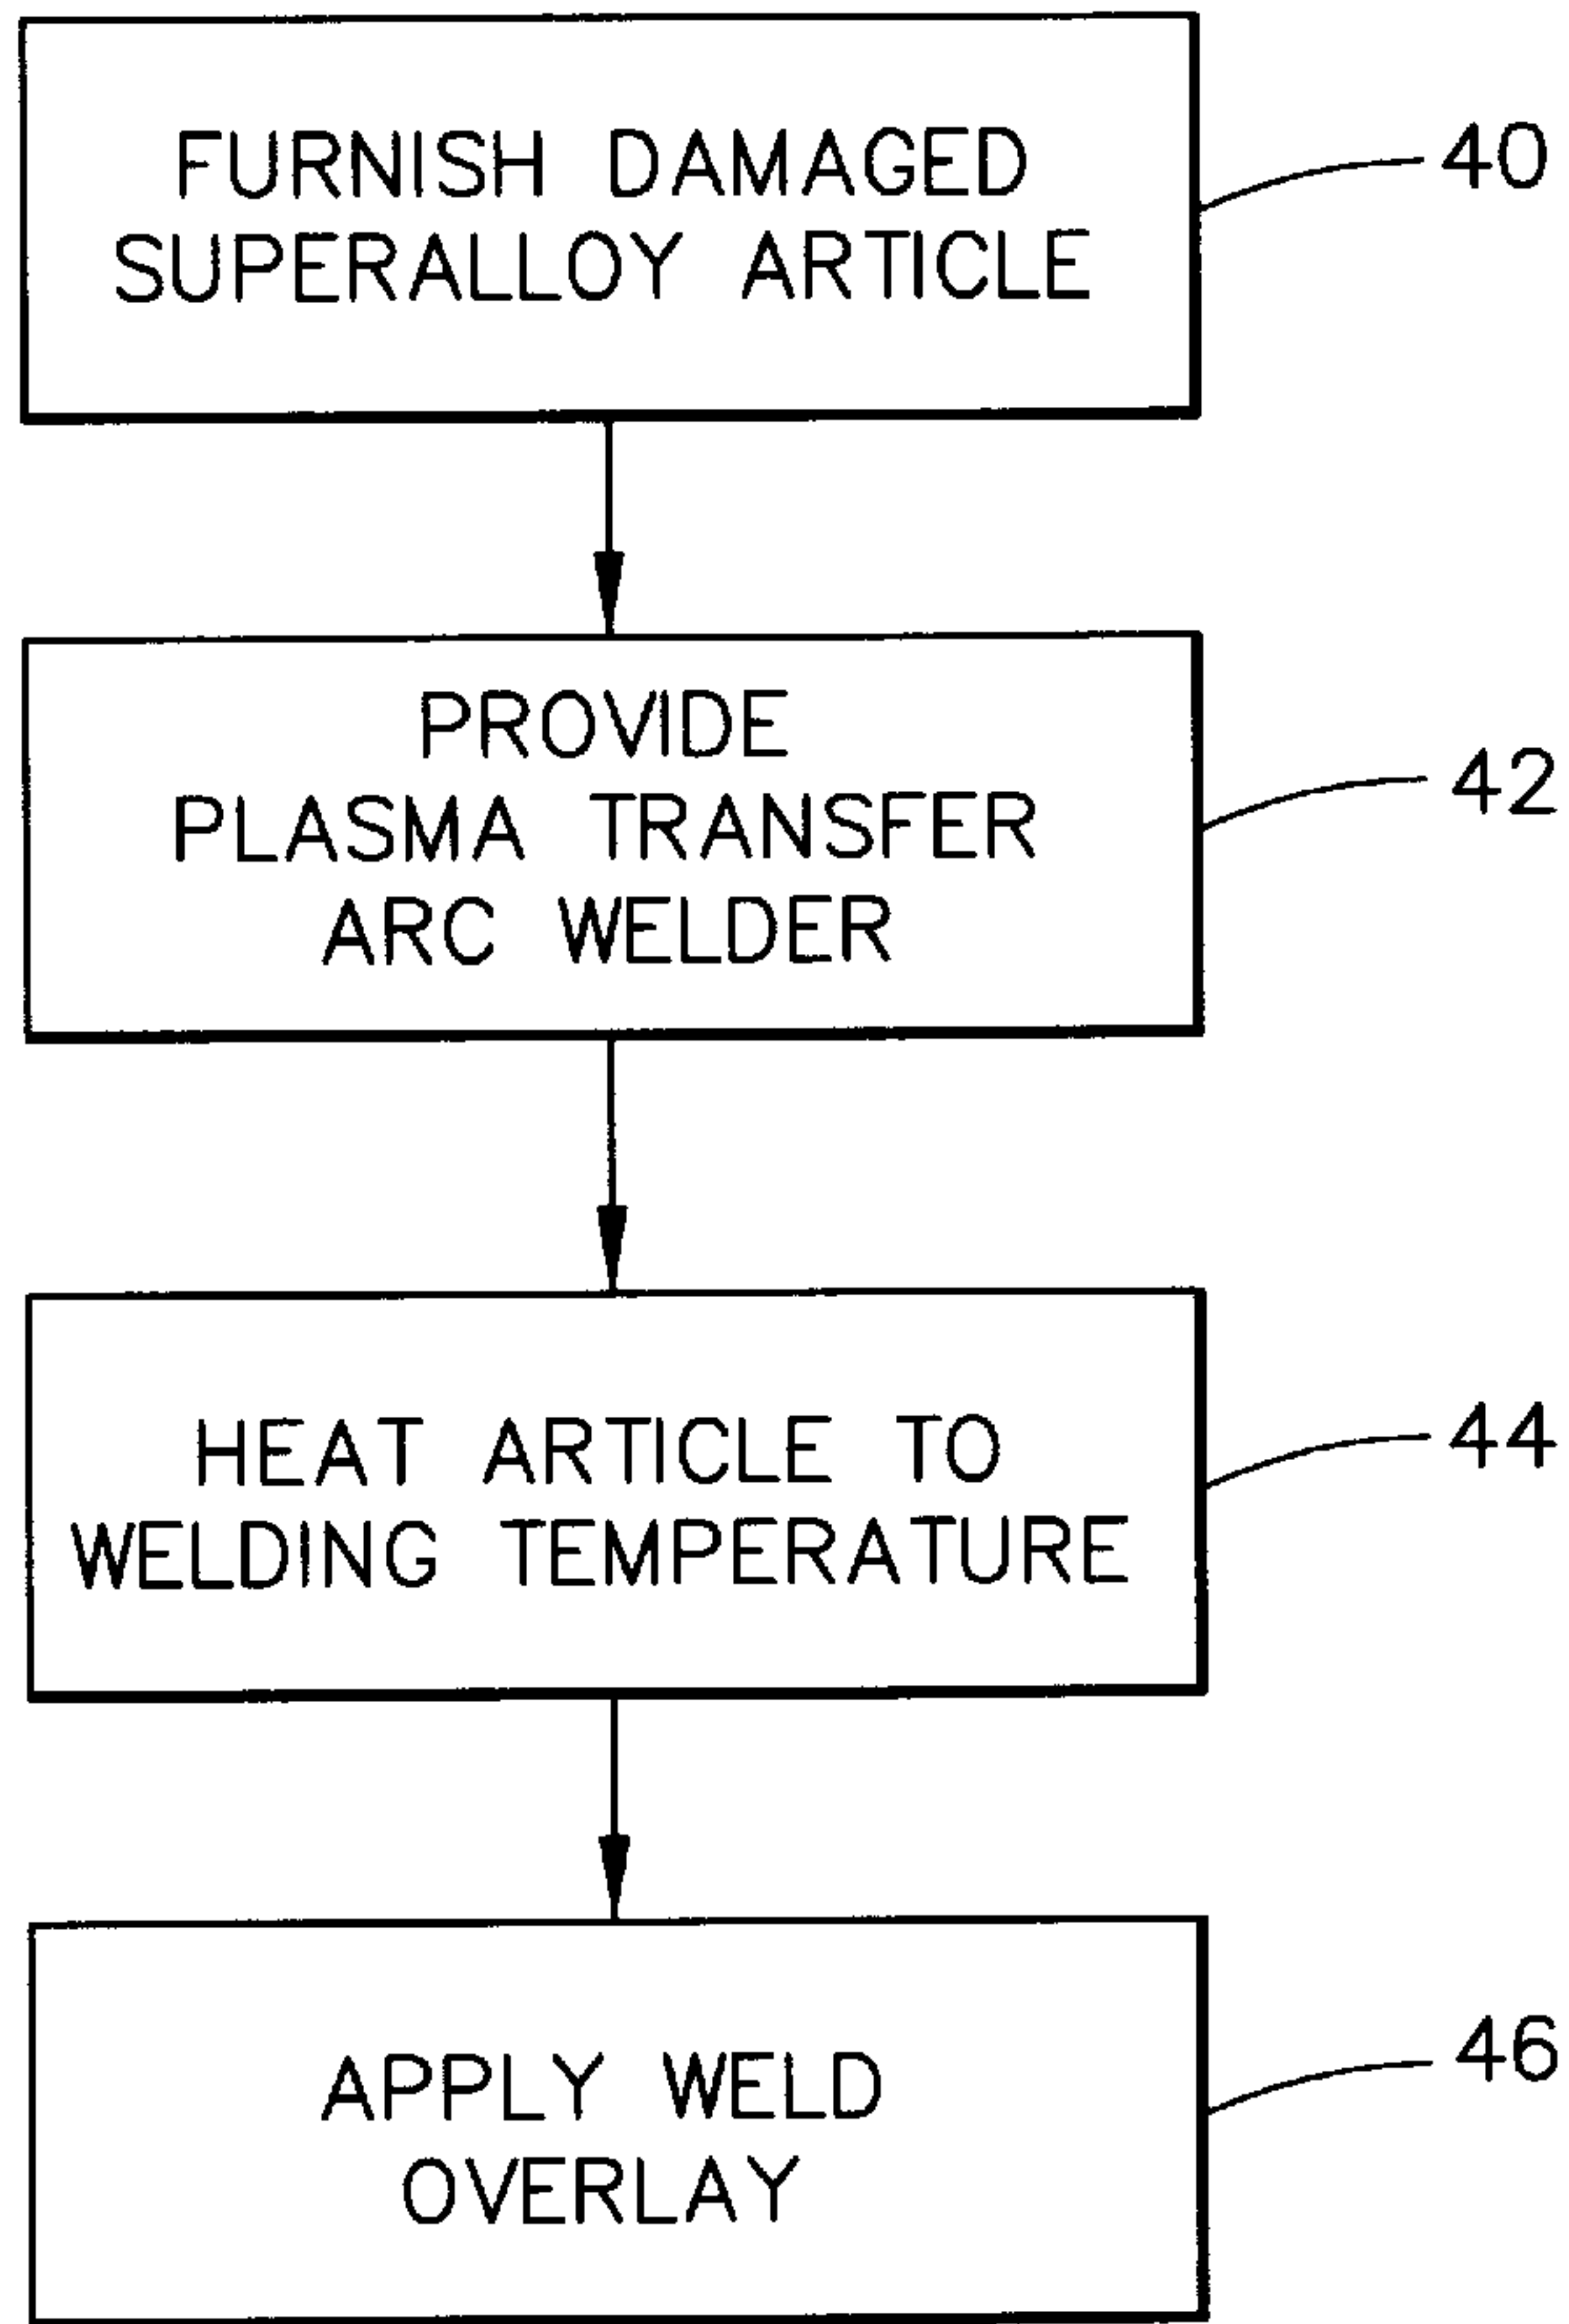 FURNISH DAMAGED
SUPERALLOY ARTICLE
40
PROVIDE
PLASMA TRANSFER
ARC WELDER
42
HEAT ARTICLE TO
WELDING TEMPERATURE
44
APPLY WELD
OVERLAY
46